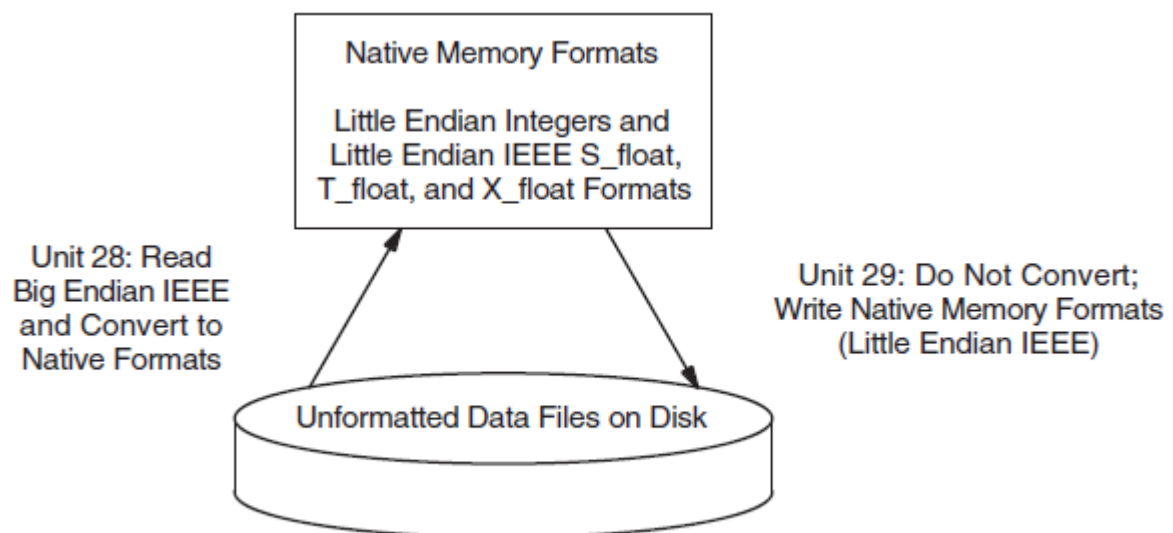 Native Memory Formats
Little Endian Integers and
Little Endian IEEE S_float,
T_float, and X_float Formats
Unit 28: Read
Big Endian IEEE
and Convert to
Native Formats
Unit 29: Do Not Convert;
Write Native Memory Formats
(Little Endian IEEE)
Unformatted Data Files on Disk